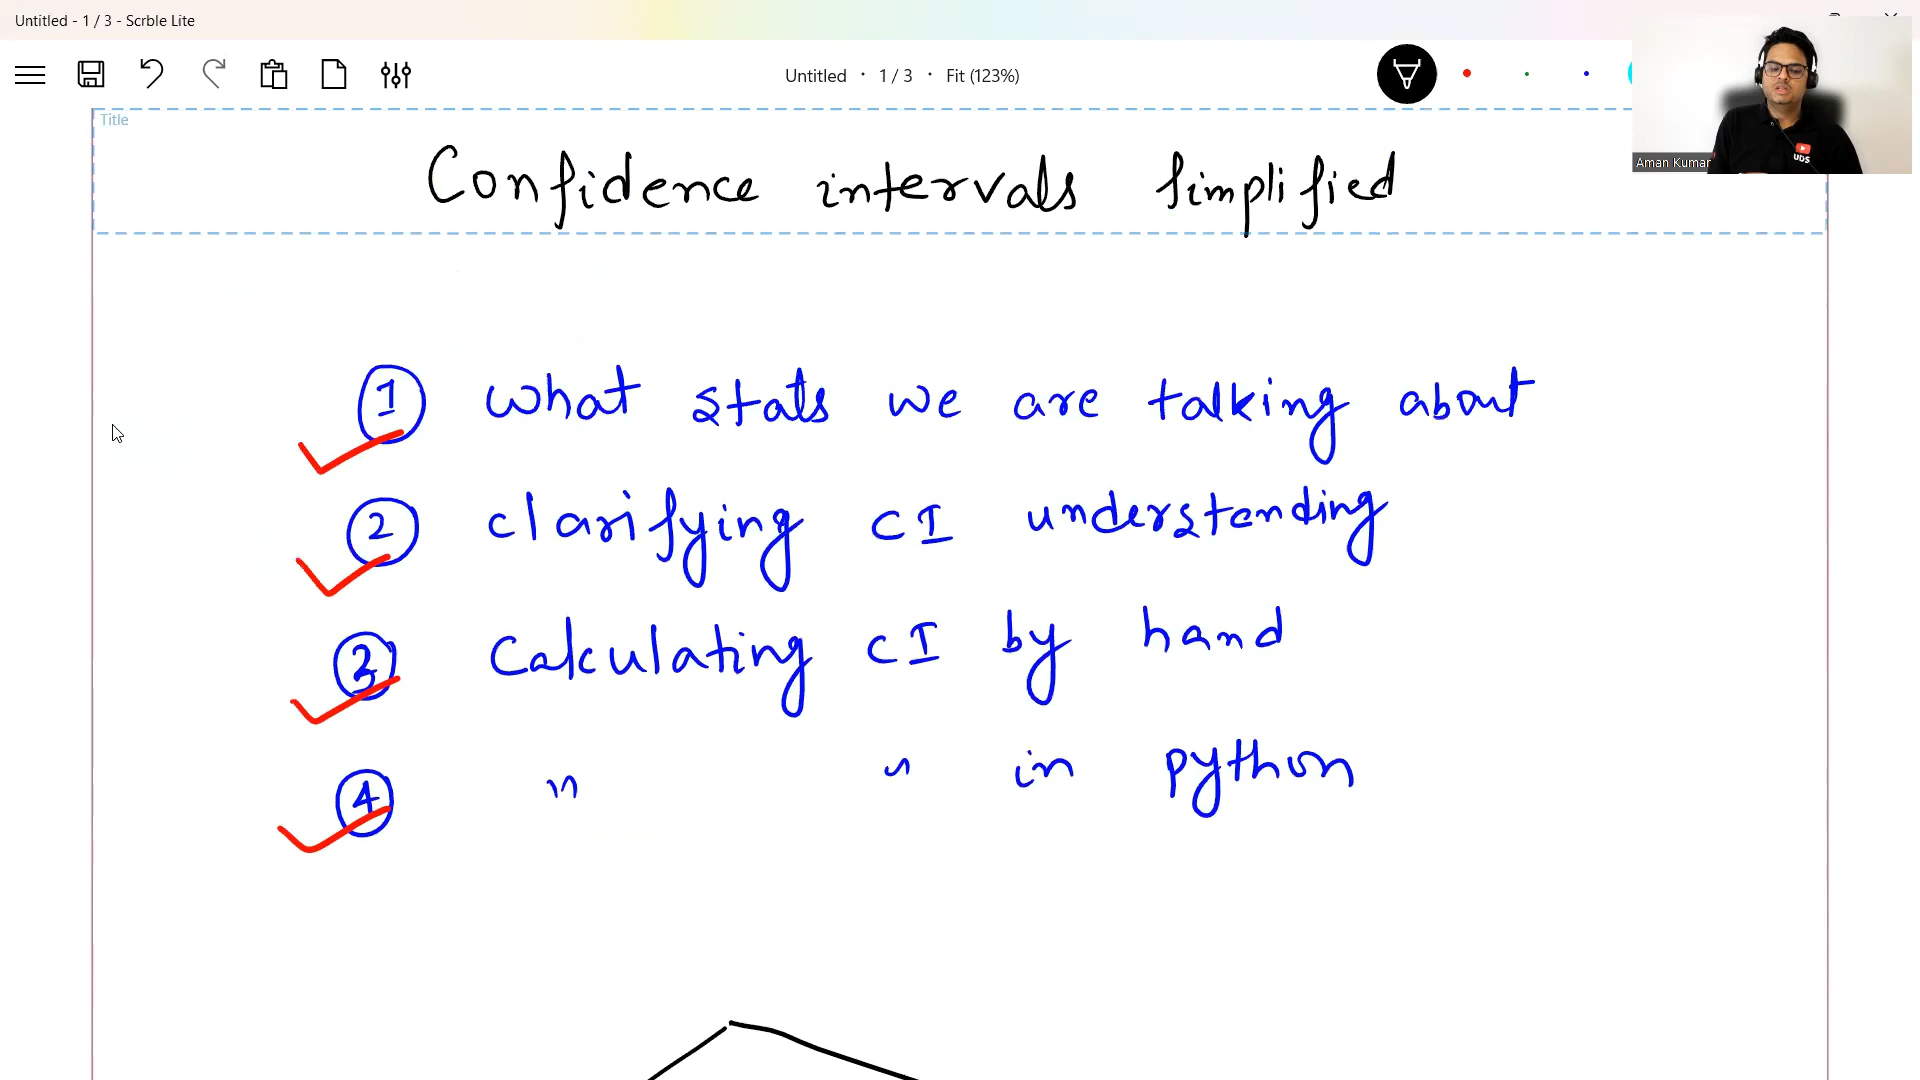 Untitled - 1 / 3 - Scrble Lite
Untitled • 1 / 3 • Fit (123%)
Title
Confidence intervals Simplified
Aman Kumar
UDS
1 What stats we are talking about
2 clarifying CI understanding
3 Calculating CI by hand
4 " " in python